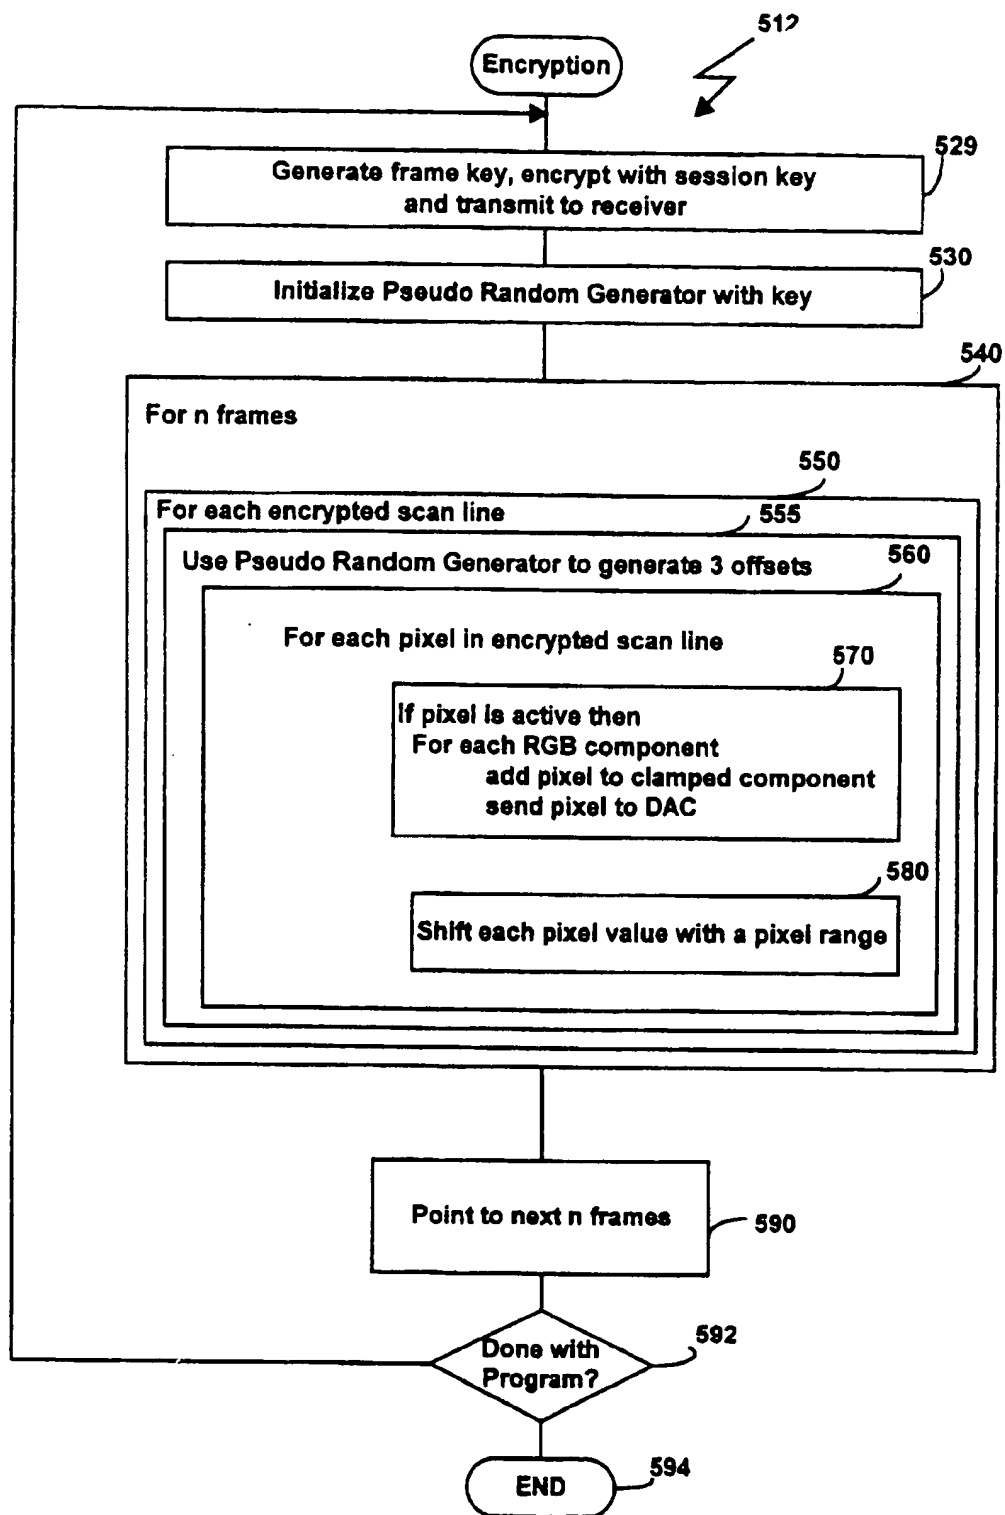 512
Encryption
529
Generate frame key, encrypt with session key
and transmit to receiver
530
Initialize Pseudo Random Generator with key
540
For n frames
550
For each encrypted scan line
555
Use Pseudo Random Generator to generate 3 offsets
560
For each pixel in encrypted scan line
570
If pixel is active then
For each RGB component
add pixel to clamped component
send pixel to DAC
580
Shift each pixel value with a pixel range
Point to next n frames
590
Done with
Program?
592
END
594